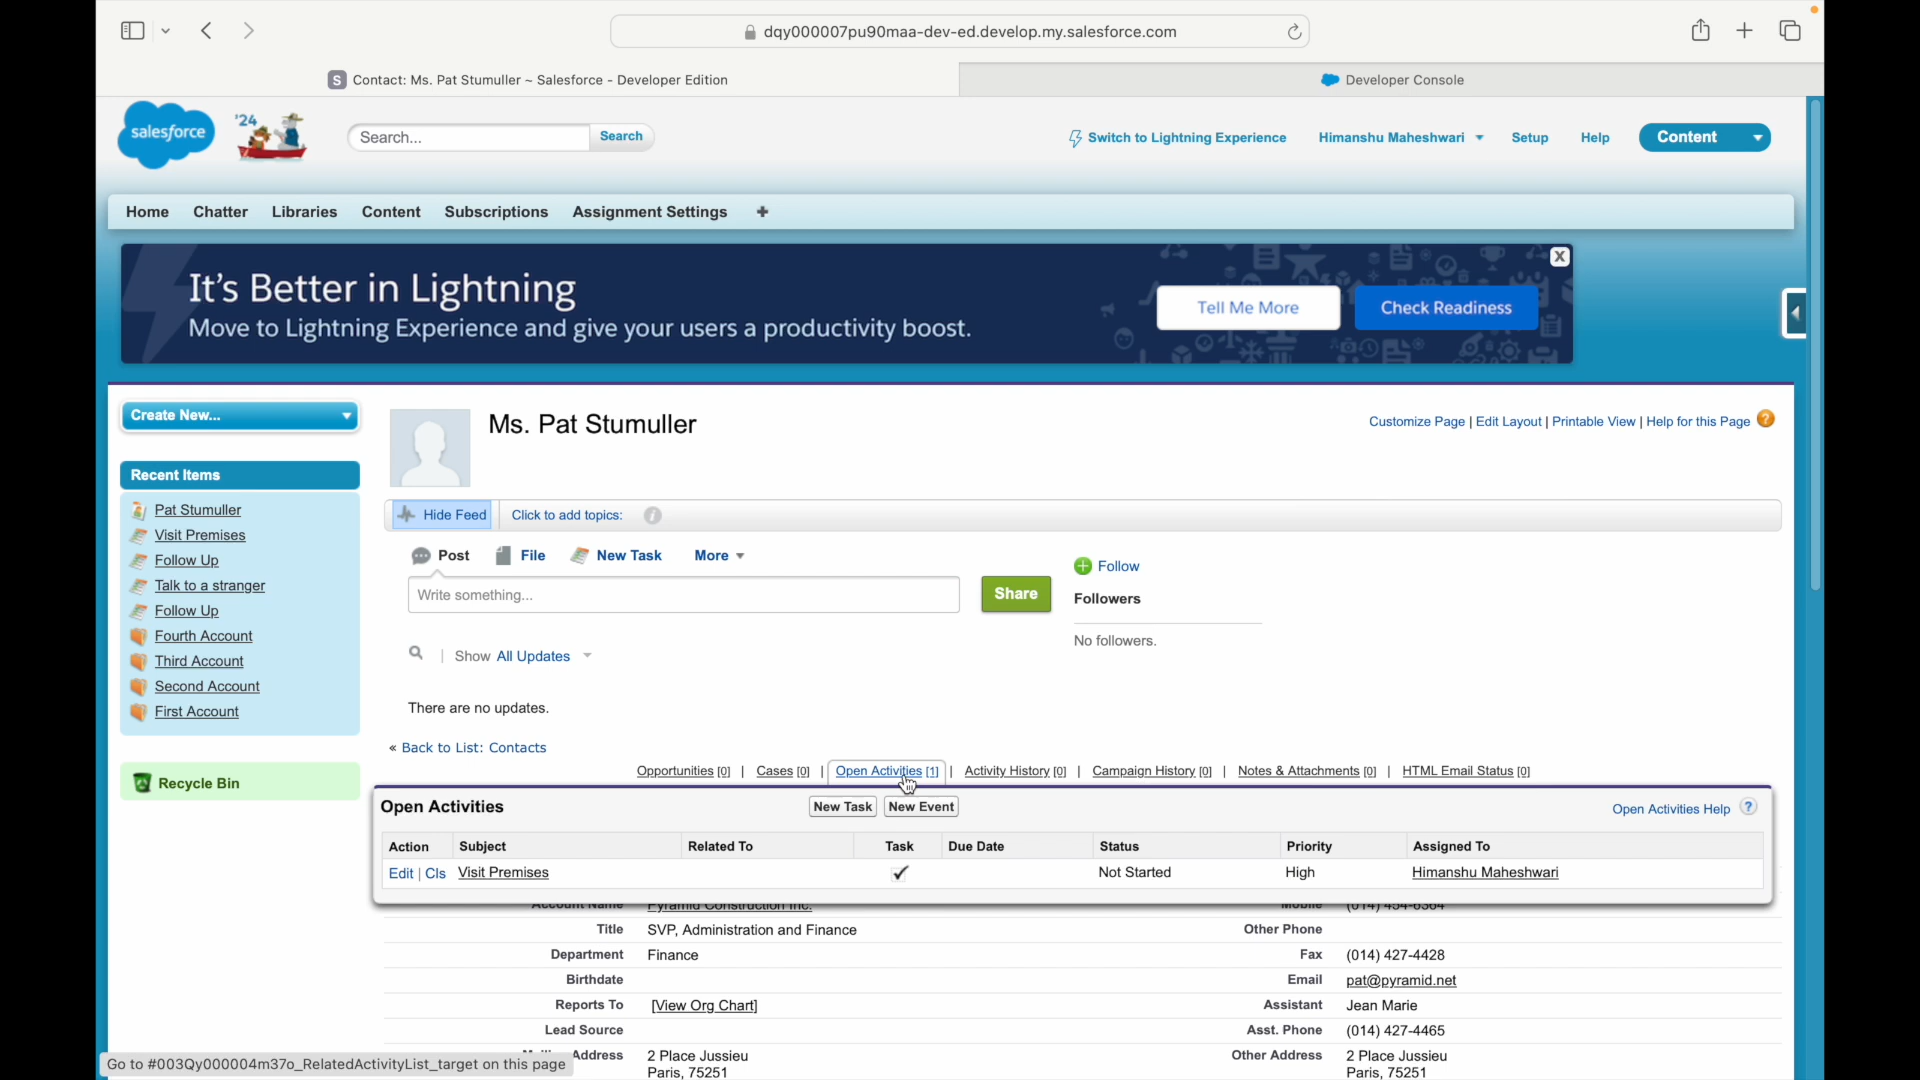 dqy000007pu90maa-dev-ed.develop.my.salesforce.com
S Contact: Ms. Pat Stumuller ~ Salesforce - Developer Edition
Developer Console
salesforce
'24
Search...
Search
Switch to Lightning Experience
Himanshu Maheshwari
Setup
Help
Content
Home
Chatter
Libraries
Content
Subscriptions
Assignment Settings
+
It's Better in Lightning
Move to Lightning Experience and give your users a productivity boost.
Tell Me More
Check Readiness
X
Create New...
Recent Items
Pat Stumuller
Visit Premises
Follow Up
Talk to a stranger
Follow Up
Fourth Account
Third Account
Second Account
First Account
Recycle Bin
Ms. Pat Stumuller
Customize Page | Edit Layout | Printable View | Help for this Page ?
Hide Feed
Click to add topics:
i
Post
File
New Task
More
Write something...
Share
Follow
Followers
No followers.
Show All Updates
There are no updates.
« Back to List: Contacts
Opportunities [0] | Cases [0] | Open Activities [1] | Activity History [0] | Campaign History [0] | Notes & Attachments [0] | HTML Email Status [0]
Open Activities
New Task
New Event
Open Activities Help ?
Action Subject Related To Task Due Date Status Priority Assigned To
Edit | Cls Visit Premises ✓ Not Started High Himanshu Maheshwari
Account Name Pyramid Construction Inc. Mobile (014) 454-6364
Title SVP, Administration and Finance Other Phone
Department Finance Fax (014) 427-4428
Birthdate Email pat@pyramid.net
Reports To [View Org Chart] Assistant Jean Marie
Lead Source Asst. Phone (014) 427-4465
Address 2 Place Jussieu Other Address 2 Place Jussieu
Paris, 75251 Paris, 75251
Go to #003Qy000004m37o_RelatedActivityList_target on this page